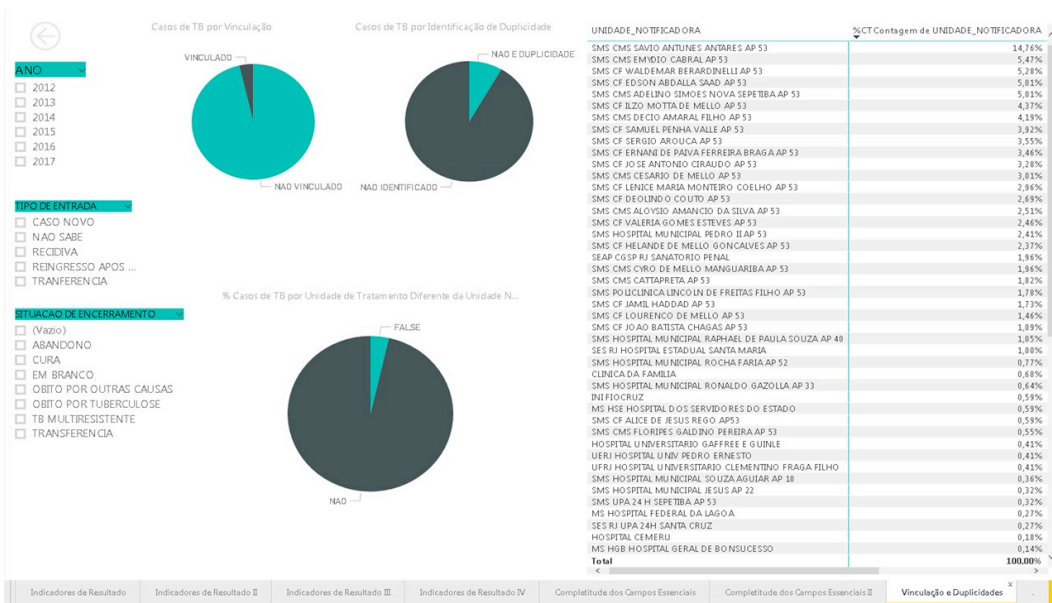 Casos de TB por Vinculação
Casos de TB por Identificação de Duplicidade
VINCULADO
NAO VINCULADO
NAO E DUPLICIDADE
NAO IDENTIFICADO
ANO
2012
2013
2014
2015
2016
2017
TIPO DE ENTRADA
CASO NOVO
NAO SABE
RECIDIVA
REINGRESSO APOS ...
TRANFERENCIA
SITUACAO DE ENCERRAMENTO
(Vazio)
ABANDONO
CURA
EM BRANCO
OBITO POR OUTRAS CAUSAS
OBITO POR TUBERCULOSE
TB MULTIRESISTENTE
TRANSFERENCIA
% Casos de TB por Unidade de Tratamento Diferente da Unidade N...
FALSE
NAO
UNIDADE_NOTIFICADORA %CTContagem de UNIDADE_NOTIFICADORA
SMS CMS SAVIO ANTUNES ANTARES AP 53 14,76%
SMS CMS EMYDIO CABRAL AP 53 5,47%
SMS CF WALDEMAR BERARDINELLI AP 53 5,28%
SMS CF EDSON ABDALLA SAAD AP 53 5,01%
SMS CMS ADELINO SIMOES NOVA SEPETIBA AP 53 5,01%
SMS CF ILZO MOTTA DE MELLO AP 53 4,37%
SMS CMS DECIO AMARAL FILHO AP 53 4,19%
SMS CF SAMUEL PENHA VALLE AP 53 3,92%
SMS CF SERGIO AROUCA AP 53 3,55%
SMS CF ERNANI DE PAIVA FERREIRA BRAGA AP 53 3,46%
SMS CF JOSE ANTONIO CIRAUDO AP 53 3,28%
SMS CMS CESARIO DE MELLO AP 53 3,01%
SMS CF LENICE MARIA MONTEIRO COELHO AP 53 2,96%
SMS CF DEOLINDO COUTO AP 53 2,69%
SMS CMS ALOYSIO AMANCIO DA SILVA AP 53 2,51%
SMS CF VALERIA GOMES ESTEVES AP 53 2,46%
SMS HOSPITAL MUNICIPAL PEDRO II AP 53 2,41%
SMS CF HELANDE DE MELLO GONCALVES AP 53 2,37%
SEAP CGSP RJ SANATORIO PENAL 1,96%
SMS CMS CYRO DE MELLO MANGUARIBA AP 53 1,96%
SMS CMS CATTAPRETA AP 53 1,82%
SMS POLICLINICA LINCOLN DE FREITAS FILHO AP 53 1,78%
SMS CF JAMIL HADDAD AP 53 1,73%
SMS CF LOURENCO DE MELLO AP 53 1,46%
SMS CF JOAO BATISTA CHAGAS AP 53 1,09%
SMS HOSPITAL MUNICIPAL RAPHAEL DE PAULA SOUZA AP 40 1,05%
SES RJ HOSPITAL ESTADUAL SANTA MARIA 1,00%
SMS HOSPITAL MUNICIPAL ROCHA FARIA AP 52 0,77%
CLINICA DA FAMILIA 0,68%
SMS HOSPITAL MUNICIPAL RONALDO GAZOLLA AP 33 0,64%
INI FIOCRUZ 0,59%
MS HSE HOSPITAL DOS SERVIDORES DO ESTADO 0,59%
SMS CF ALICE DE JESUS REGO AP53 0,59%
SMS CMS FLORIPES GALDINO PEREIRA AP 53 0,55%
HOSPITAL UNIVERSITARIO GAFFREE E GUINLE 0,41%
UERJ HOSPITAL UNIV PEDRO ERNESTO 0,41%
UFRJ HOSPITAL UNIVERSITARIO CLEMENTINO FRAGA FILHO 0,41%
SMS HOSPITAL MUNICIPAL SOUZA AGUIAR AP 10 0,36%
SMS HOSPITAL MUNICIPAL JESUS AP 22 0,32%
SMS UPA 24 H SEPETIBA AP 53 0,32%
MS HOSPITAL FEDERAL DA LAGOA 0,27%
SES RJ UPA 24H SANTA CRUZ 0,27%
HOSPITAL CEMERU 0,18%
MS HGB HOSPITAL GERAL DE BONSUCESSO 0,14%
Total 100,00%
Indicadores de Resultado
Indicadores de Resultado II
Indicadores de Resultado III
Indicadores de Resultado IV
Completitude dos Campos Essenciais
Completitude dos Campos Essenciais II
Vinculação e Duplicidades